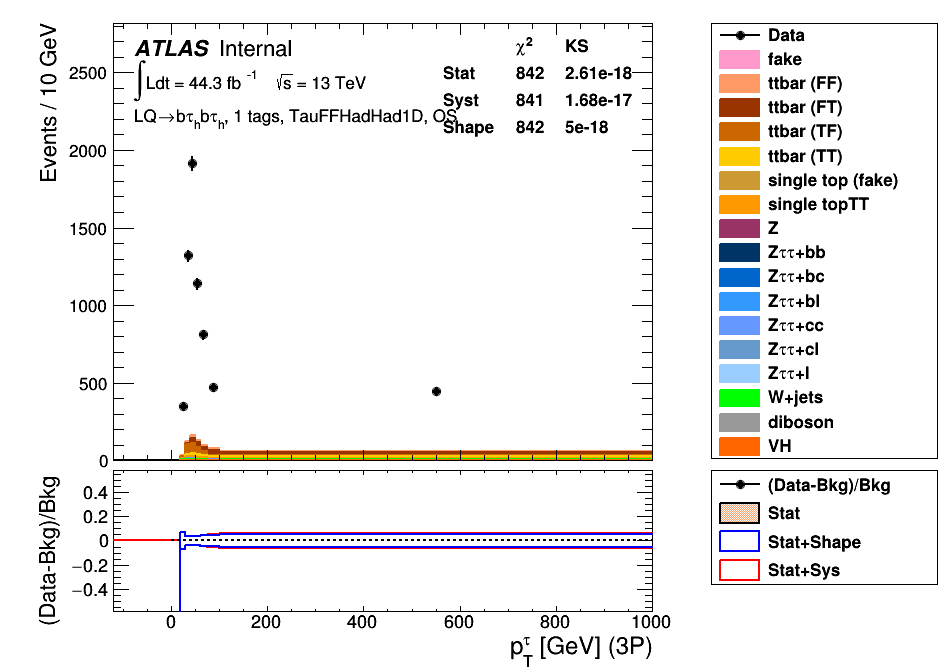 Events / 10 GeV
2500
2000
1500
1000
500
0
ATLAS Internal
∫Ldt = 44.3 fb⁻¹ √s = 13 TeV
LQ→bτₕbτₕ, 1 tags, TauFFHadHad1D, OS
χ² KS
Stat 842 2.61e-18
Syst 841 1.68e-17
Shape 842 5e-18
Data
fake
ttbar (FF)
ttbar (FT)
ttbar (TF)
ttbar (TT)
single top (fake)
single topTT
Z
Zττ+bb
Zττ+bc
Zττ+bl
Zττ+cc
Zττ+cl
Zττ+l
W+jets
diboson
VH
(Data-Bkg)/Bkg
0.4
0.2
0
−0.2
−0.4
0 200 400 600 800 1000
p_T^τ [GeV] (3P)
(Data-Bkg)/Bkg
Stat
Stat+Shape
Stat+Sys